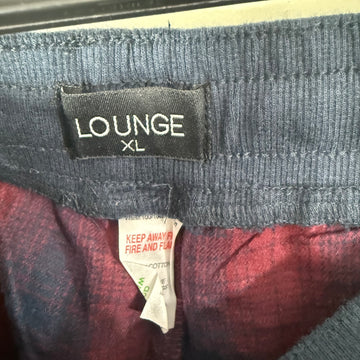 LOUNGE
XL
KEEP AWAY F
FIRE AND FLA
COTTON